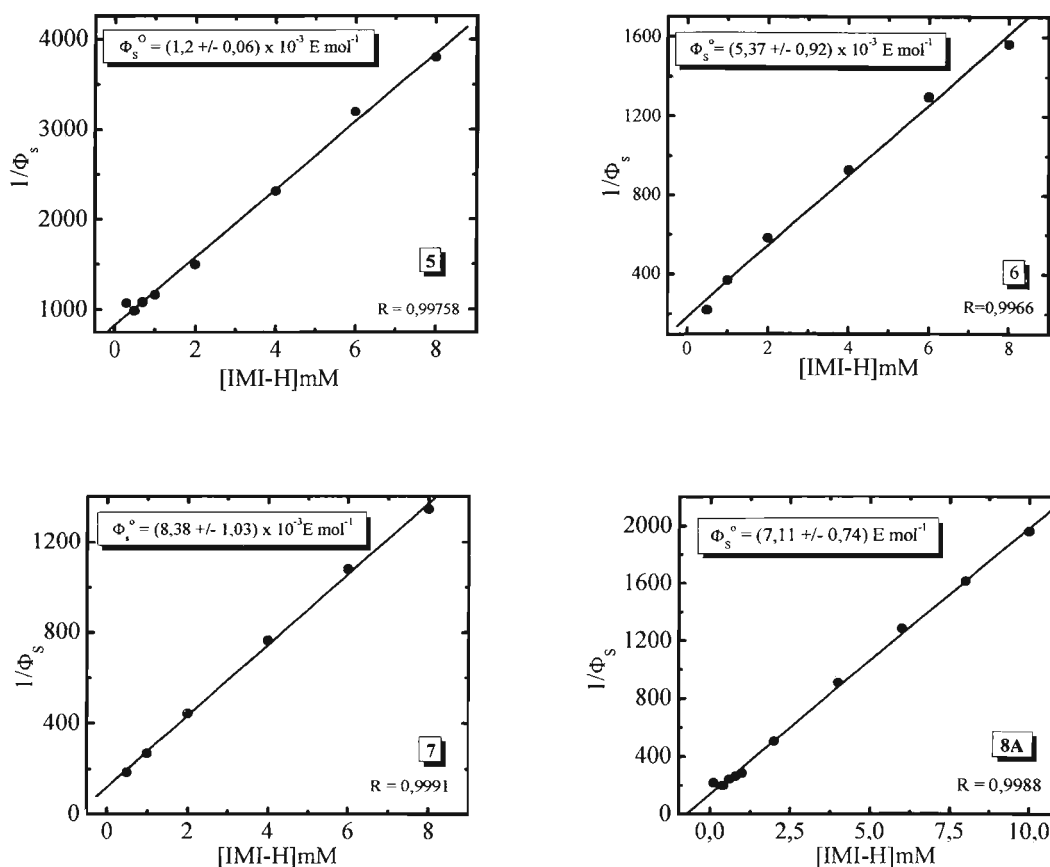 4000
3000
2000
1000
1/Φₛ
Φₛᴼ = (1,2 +/- 0,06) x 10⁻³ E mol⁻¹
5
R = 0,99758
0 2 4 6 8
[IMI-H]mM
1600
1200
800
400
1/Φₛ
Φₛ° = (5,37 +/- 0,92) x 10⁻³ E mol⁻¹
6
R=0,9966
0 2 4 6 8
[IMI-H]mM
1200
800
400
0
1/Φₛ
Φₛ° = (8,38 +/- 1,03) x 10⁻³ E mol⁻¹
7
R = 0,9991
0 2 4 6 8
[IMI-H]mM
2000
1600
1200
800
400
0
1/Φₛ
Φₛ° = (7,11 +/- 0,74) E mol⁻¹
8A
R = 0,9988
0,0 2,5 5,0 7,5 10,0
[IMI-H]mM